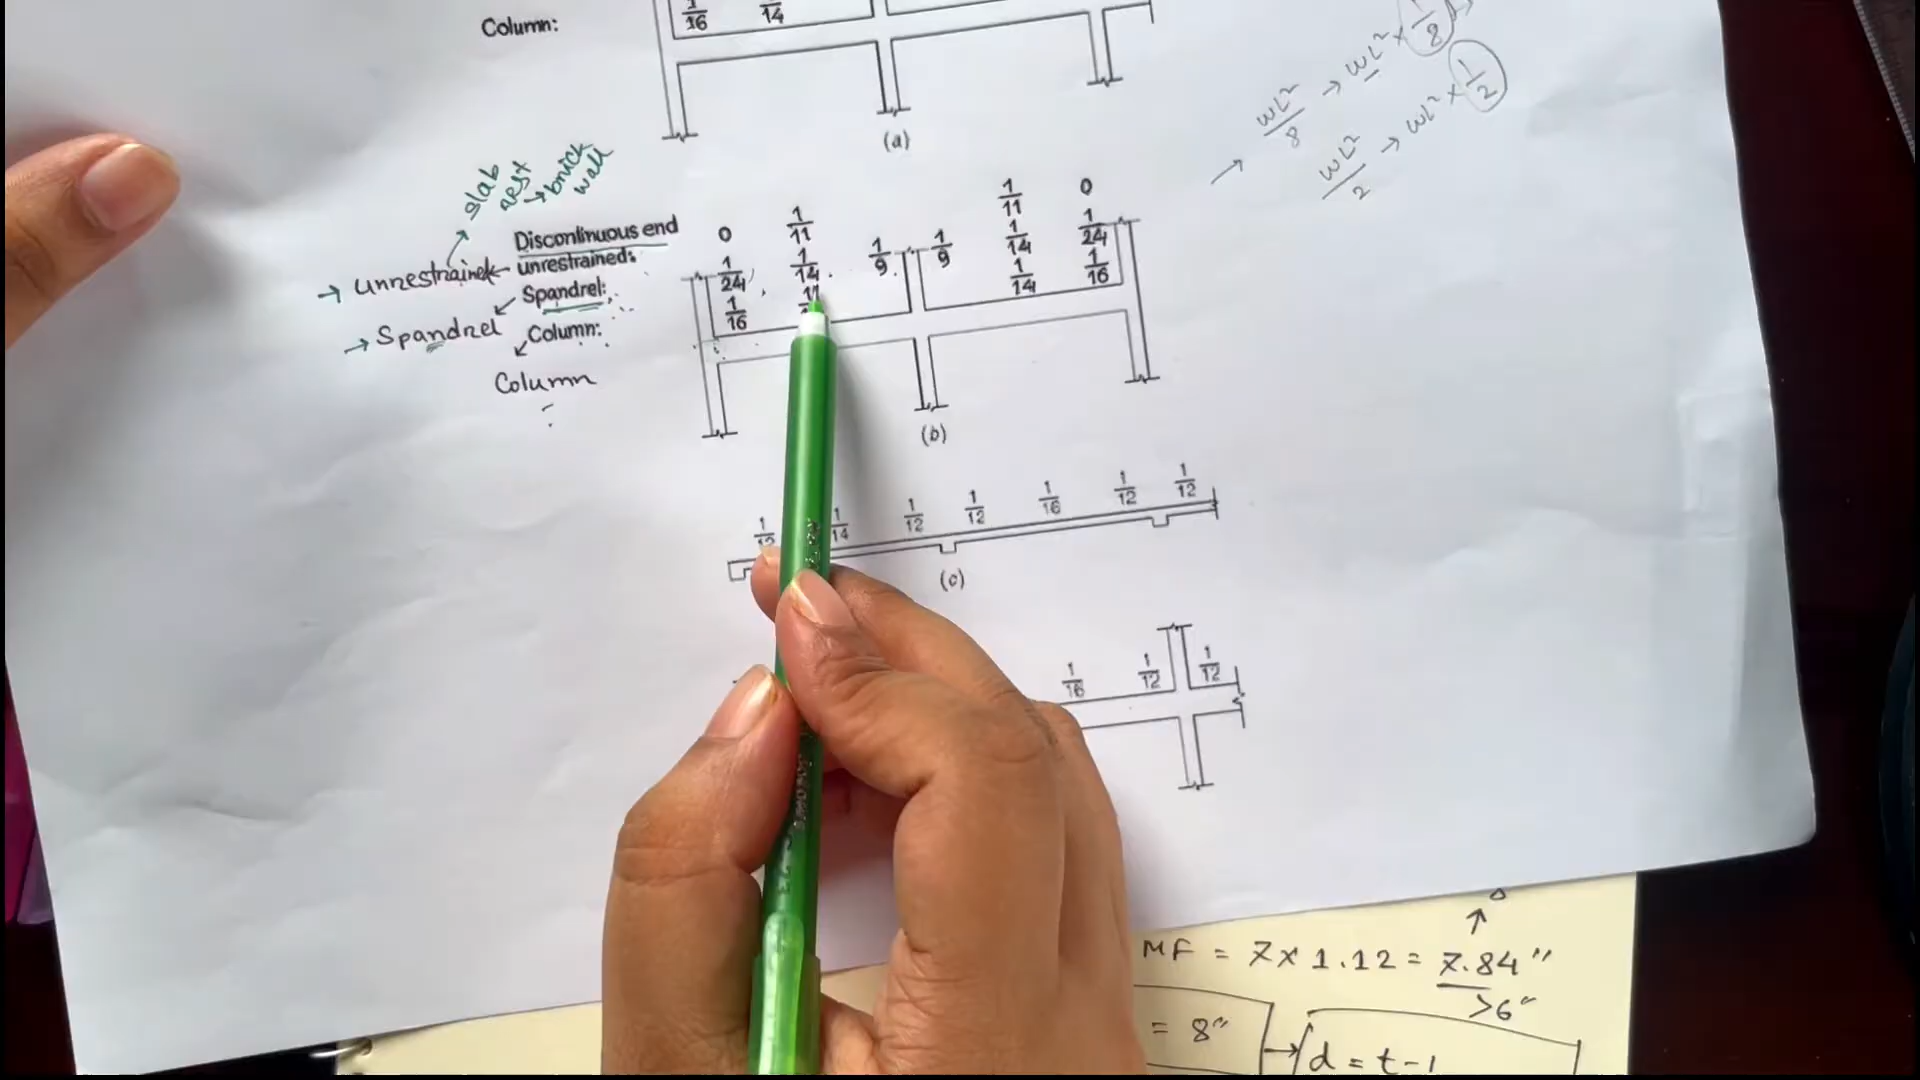 Column:
1/16 1/14
(a)
wL²/8 → wL² × 1/8
→ wL²/2 → wL² × 1/2
slab
rest
→ brick
wall
Discontinuous end
unrestrained:
Spandrel:
Column:
→ unrestrained
→ Spandrel
Column
0 1/11 1/11 0
1/24 1/14 1/9 1/9 1/14 1/24
1/16 1/14 1/16
(b)
1/14 1/12 1/12 1/16 1/12 1/12
(c)
1/16 1/12 1/12
MF = 7 × 1.12 = 7.84"
>6"
= 8" → d = t - 1